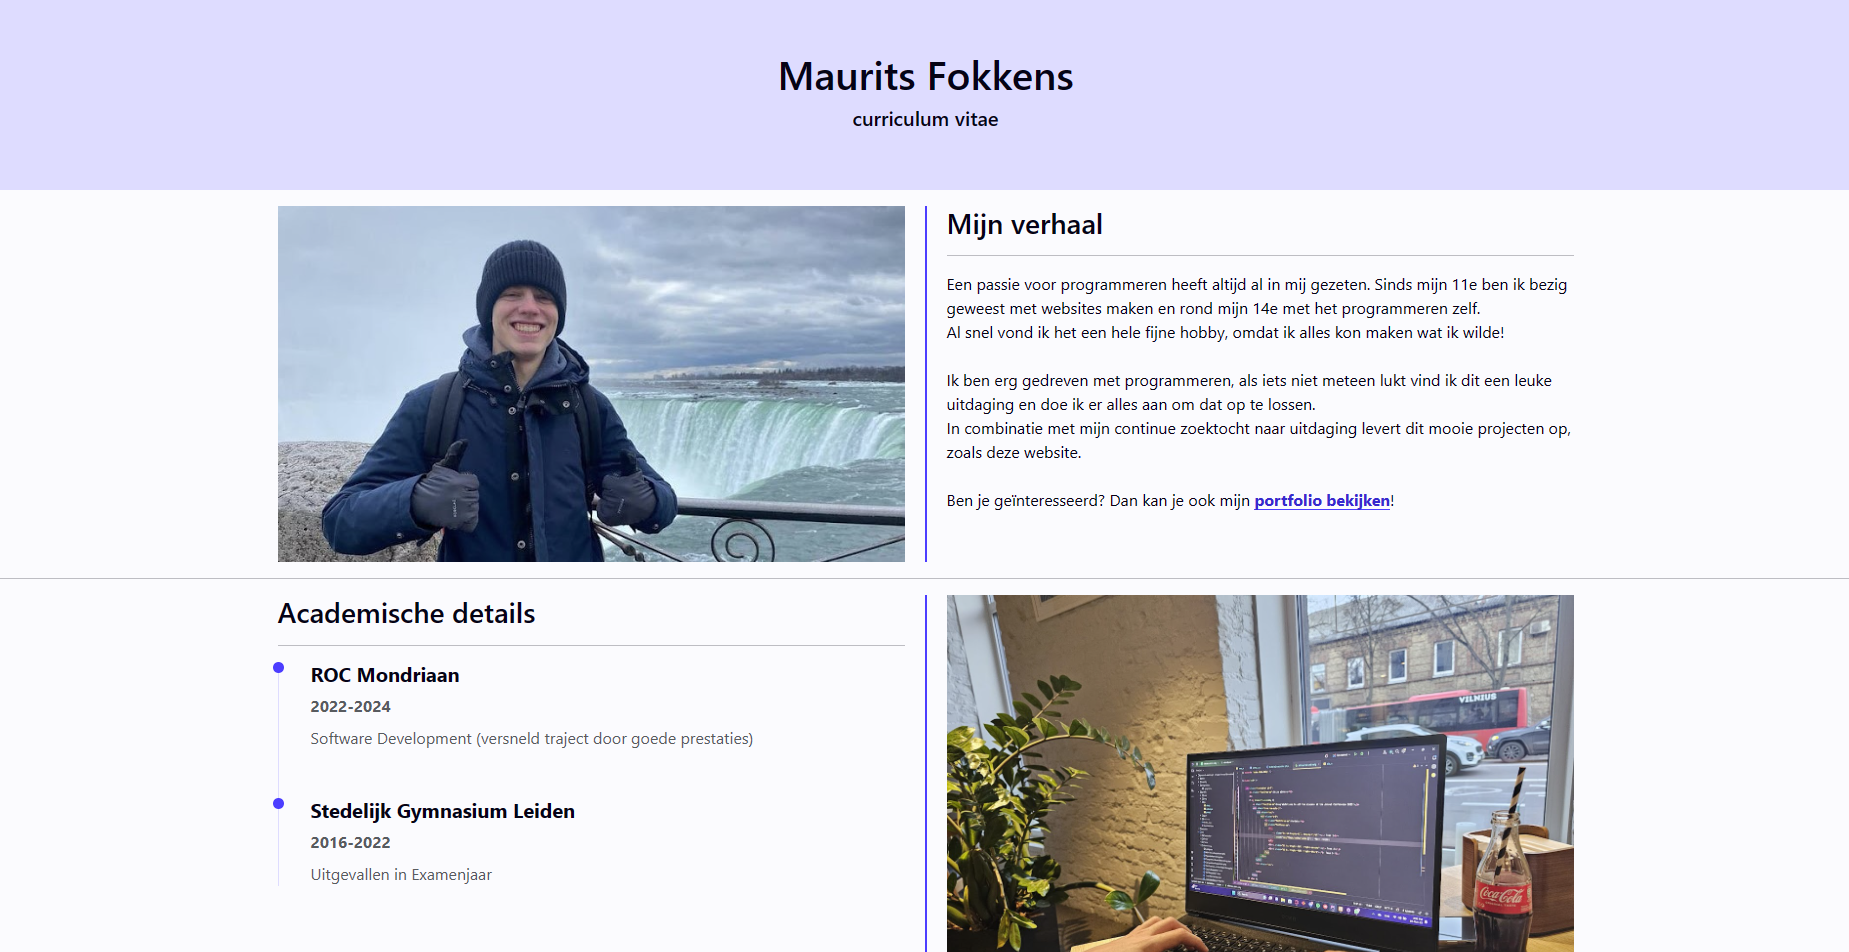 Maurits Fokkens
curriculum vitae
Mijn verhaal
Een passie voor programmeren heeft altijd al in mij gezeten. Sinds mijn 11e ben ik bezig
geweest met websites maken en rond mijn 14e met het programmeren zelf.
Al snel vond ik het een hele fijne hobby, omdat ik alles kon maken wat ik wilde!
Ik ben erg gedreven met programmeren, als iets niet meteen lukt vind ik dit een leuke
uitdaging en doe ik er alles aan om dat op te lossen.
In combinatie met mijn continue zoektocht naar uitdaging levert dit mooie projecten op,
zoals deze website.
Ben je geïnteresseerd? Dan kan je ook mijn portfolio bekijken!
Academische details
ROC Mondriaan
2022-2024
Software Development (versneld traject door goede prestaties)
Stedelijk Gymnasium Leiden
2016-2022
Uitgevallen in Examenjaar
VILNIUS
Coca-Cola